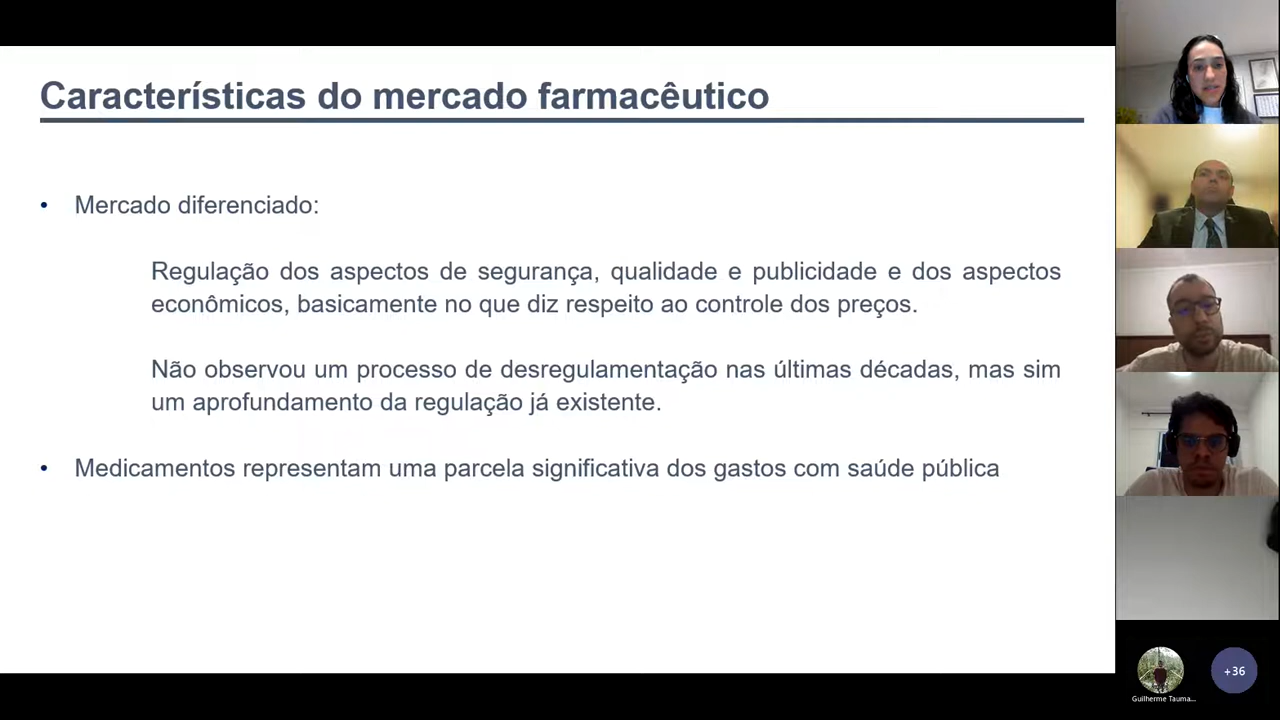 Características do mercado farmacêutico
• Mercado diferenciado:
Regulação dos aspectos de segurança, qualidade e publicidade e dos aspectos
econômicos, basicamente no que diz respeito ao controle dos preços.
Não observou um processo de desregulamentação nas últimas décadas, mas sim
um aprofundamento da regulação já existente.
• Medicamentos representam uma parcela significativa dos gastos com saúde pública
+36
Guilherme Tauma...